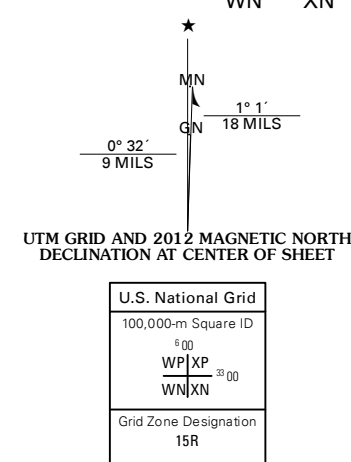 WN XN
★
MN
GN
1° 1´
18 MILS
0° 32´
9 MILS
UTM GRID AND 2012 MAGNETIC NORTH
DECLINATION AT CENTER OF SHEET
U.S. National Grid
100,000-m Square ID
6 00
WP XP
33 00
WN XN
Grid Zone Designation
15R